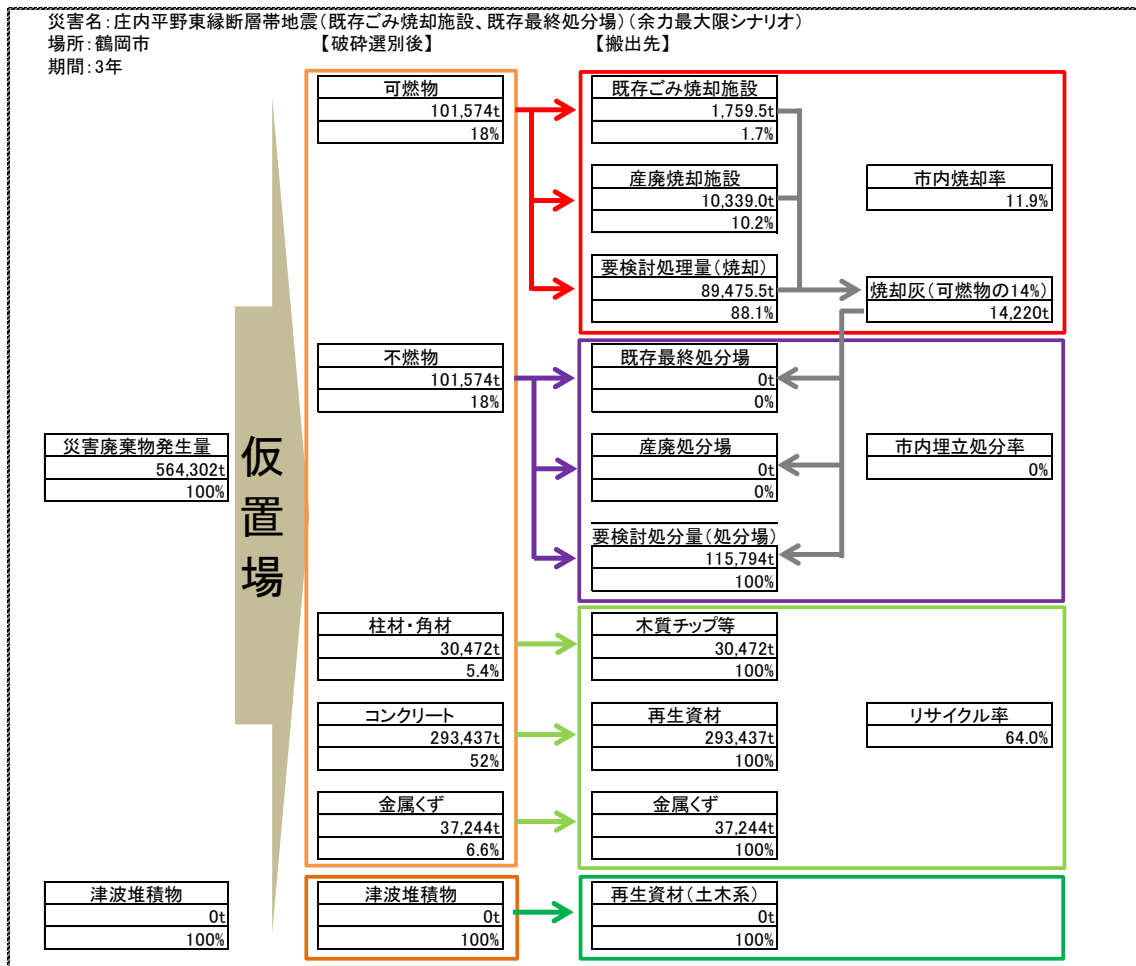 災害名：庄内平野東縁断層帯地震（既存ごみ焼却施設、既存最終処分場）（余力最大限シナリオ）
場所：鶴岡市
【破砕選別後】
【搬出先】
期間：3年
可燃物
101,574t
18%
既存ごみ焼却施設
1,759.5t
1.7%
産廃焼却施設
10,339.0t
10.2%
市内焼却率
11.9%
要検討処理量（焼却）
89,475.5t
88.1%
焼却灰（可燃物の14%）
14,220t
不燃物
101,574t
18%
既存最終処分場
0t
0%
災害廃棄物発生量
564,302t
100%
仮置場
産廃処分場
0t
0%
市内埋立処分率
0%
要検討処分量（処分場）
115,794t
100%
柱材・角材
30,472t
5.4%
木質チップ等
30,472t
100%
コンクリート
293,437t
52%
再生資材
293,437t
100%
リサイクル率
64.0%
金属くず
37,244t
6.6%
金属くず
37,244t
100%
津波堆積物
0t
100%
津波堆積物
0t
100%
再生資材（土木系）
0t
100%